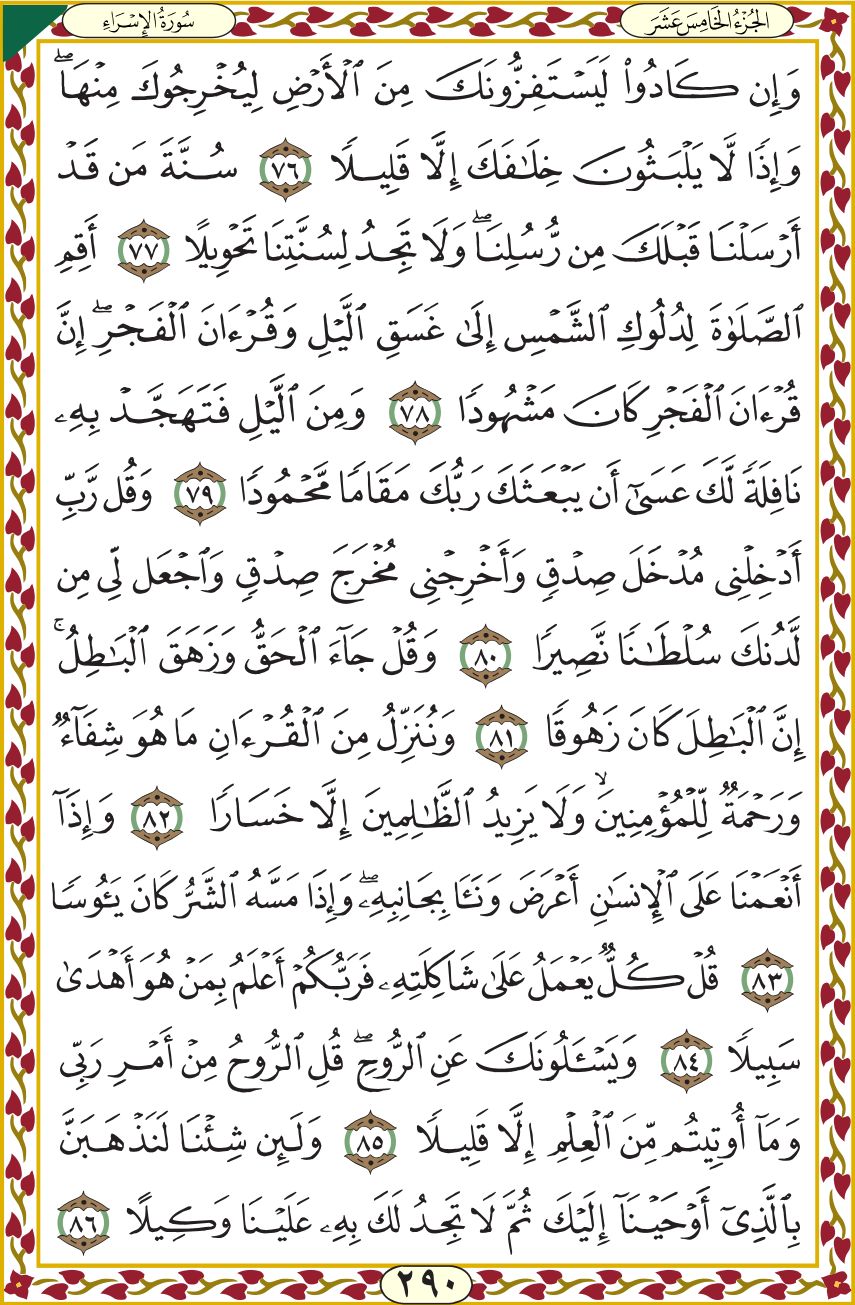 الجُزْءُ الخَامِسَ عَشَرَ
سُورَةُ الإِسْرَاءِ
وَإِن كَادُواْ لَيَسْتَفِزُّونَكَ مِنَ ٱلْأَرْضِ لِيُخْرِجُوكَ مِنْهَاۖ
وَإِذًا لَّا يَلْبَثُونَ خِلَٰفَكَ إِلَّا قَلِيلًا ٧٦ سُنَّةَ مَن قَدْ
أَرْسَلْنَا قَبْلَكَ مِن رُّسُلِنَاۖ وَلَا تَجِدُ لِسُنَّتِنَا تَحْوِيلًا ٧٧ أَقِمِ
ٱلصَّلَوٰةَ لِدُلُوكِ ٱلشَّمْسِ إِلَىٰ غَسَقِ ٱلَّيْلِ وَقُرْءَانَ ٱلْفَجْرِۖ إِنَّ
قُرْءَانَ ٱلْفَجْرِ كَانَ مَشْهُودًا ٧٨ وَمِنَ ٱلَّيْلِ فَتَهَجَّدْ بِهِۦ
نَافِلَةً لَّكَ عَسَىٰٓ أَن يَبْعَثَكَ رَبُّكَ مَقَامًا مَّحْمُودًا ٧٩ وَقُل رَّبِّ
أَدْخِلْنِى مُدْخَلَ صِدْقٍ وَأَخْرِجْنِى مُخْرَجَ صِدْقٍ وَٱجْعَل لِّى مِن
لَّدُنكَ سُلْطَٰنًا نَّصِيرًا ٨٠ وَقُلْ جَآءَ ٱلْحَقُّ وَزَهَقَ ٱلْبَٰطِلُۚ
إِنَّ ٱلْبَٰطِلَ كَانَ زَهُوقًا ٨١ وَنُنَزِّلُ مِنَ ٱلْقُرْءَانِ مَا هُوَ شِفَآءٌ
وَرَحْمَةٌ لِّلْمُؤْمِنِينَۙ وَلَا يَزِيدُ ٱلظَّٰلِمِينَ إِلَّا خَسَارًا ٨٢ وَإِذَآ
أَنْعَمْنَا عَلَى ٱلْإِنسَٰنِ أَعْرَضَ وَنَـَٔا بِجَانِبِهِۦۖ وَإِذَا مَسَّهُ ٱلشَّرُّ كَانَ يَـُٔوسًا
٨٣ قُلْ كُلٌّ يَعْمَلُ عَلَىٰ شَاكِلَتِهِۦ فَرَبُّكُمْ أَعْلَمُ بِمَنْ هُوَ أَهْدَىٰ
سَبِيلًا ٨٤ وَيَسْـَٔلُونَكَ عَنِ ٱلرُّوحِۖ قُلِ ٱلرُّوحُ مِنْ أَمْرِ رَبِّى
وَمَآ أُوتِيتُم مِّنَ ٱلْعِلْمِ إِلَّا قَلِيلًا ٨٥ وَلَئِن شِئْنَا لَنَذْهَبَنَّ
بِٱلَّذِىٓ أَوْحَيْنَآ إِلَيْكَ ثُمَّ لَا تَجِدُ لَكَ بِهِۦ عَلَيْنَا وَكِيلًا ٨٦
٢٩٠